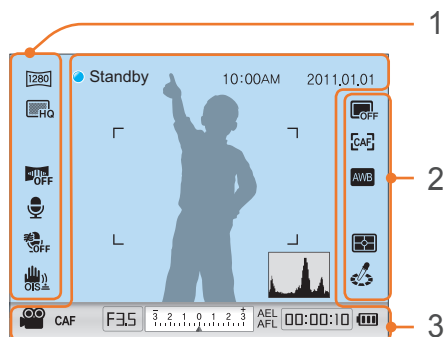 1
1280
Standby 10:00AM 2011.01.01
HQ
OFF
CAF
OFF
AWB
2
OFF
OIS
CAF F3.5 3 2 1 0 1 2 3 AEL AFL 00:00:10
3